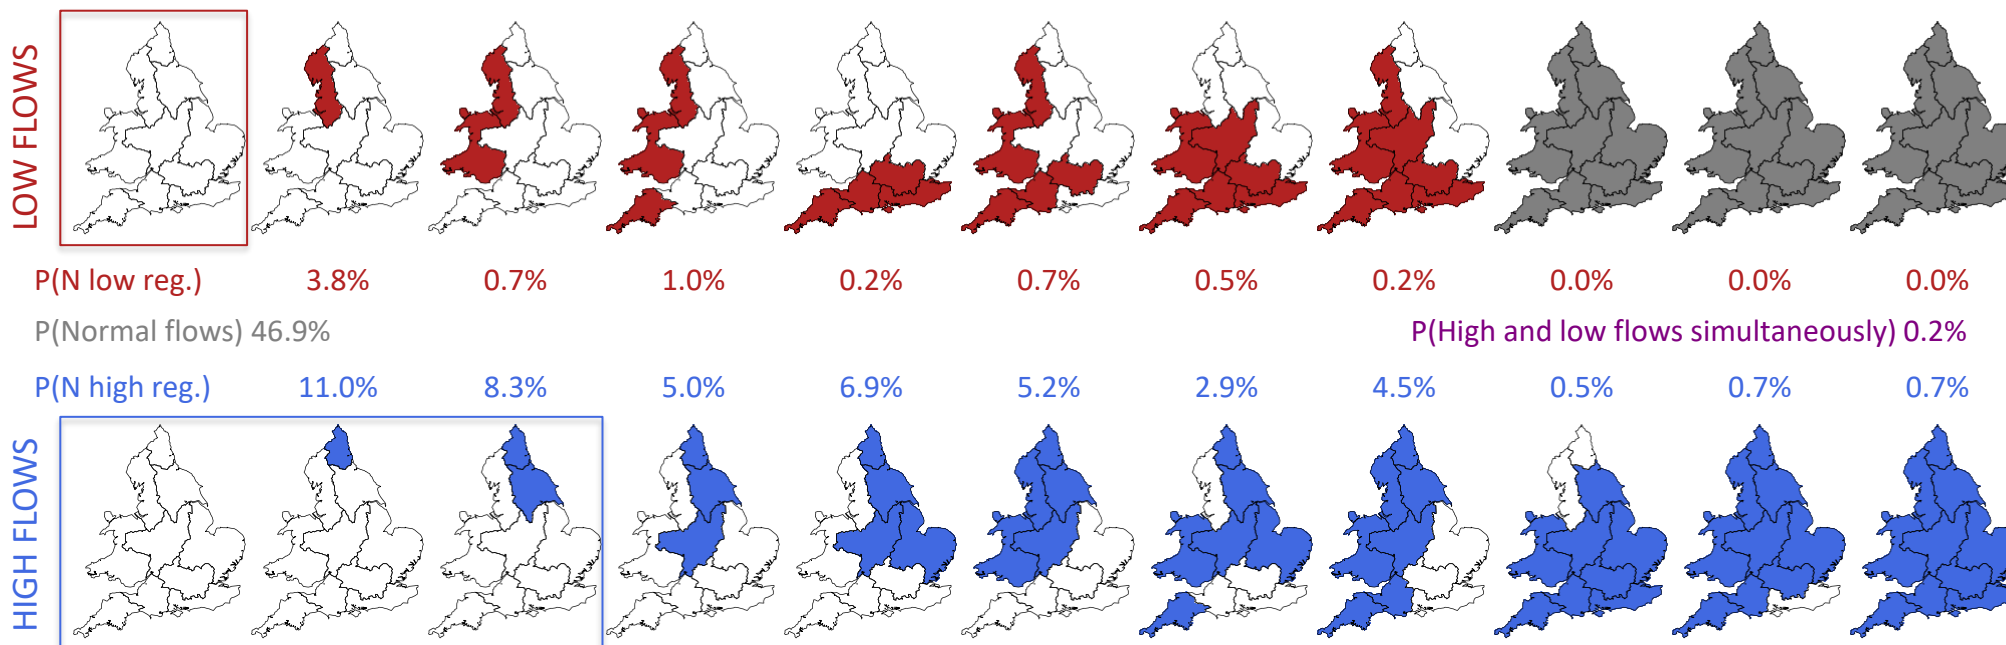 LOW FLOWS
P(N low reg.) 3.8% 0.7% 1.0% 0.2% 0.7% 0.5% 0.2% 0.0% 0.0% 0.0%
P(Normal flows) 46.9% P(High and low flows simultaneously) 0.2%
P(N high reg.) 11.0% 8.3% 5.0% 6.9% 5.2% 2.9% 4.5% 0.5% 0.7% 0.7%
HIGH FLOWS